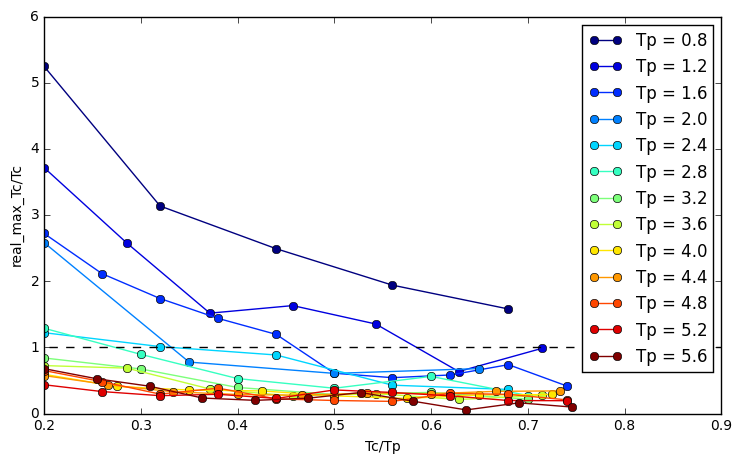 6
5
4
3
2
1
0
real_max_Tc/Tc
0.2 0.3 0.4 0.5 0.6 0.7 0.8 0.9
Tc/Tp
Tp = 0.8
Tp = 1.2
Tp = 1.6
Tp = 2.0
Tp = 2.4
Tp = 2.8
Tp = 3.2
Tp = 3.6
Tp = 4.0
Tp = 4.4
Tp = 4.8
Tp = 5.2
Tp = 5.6